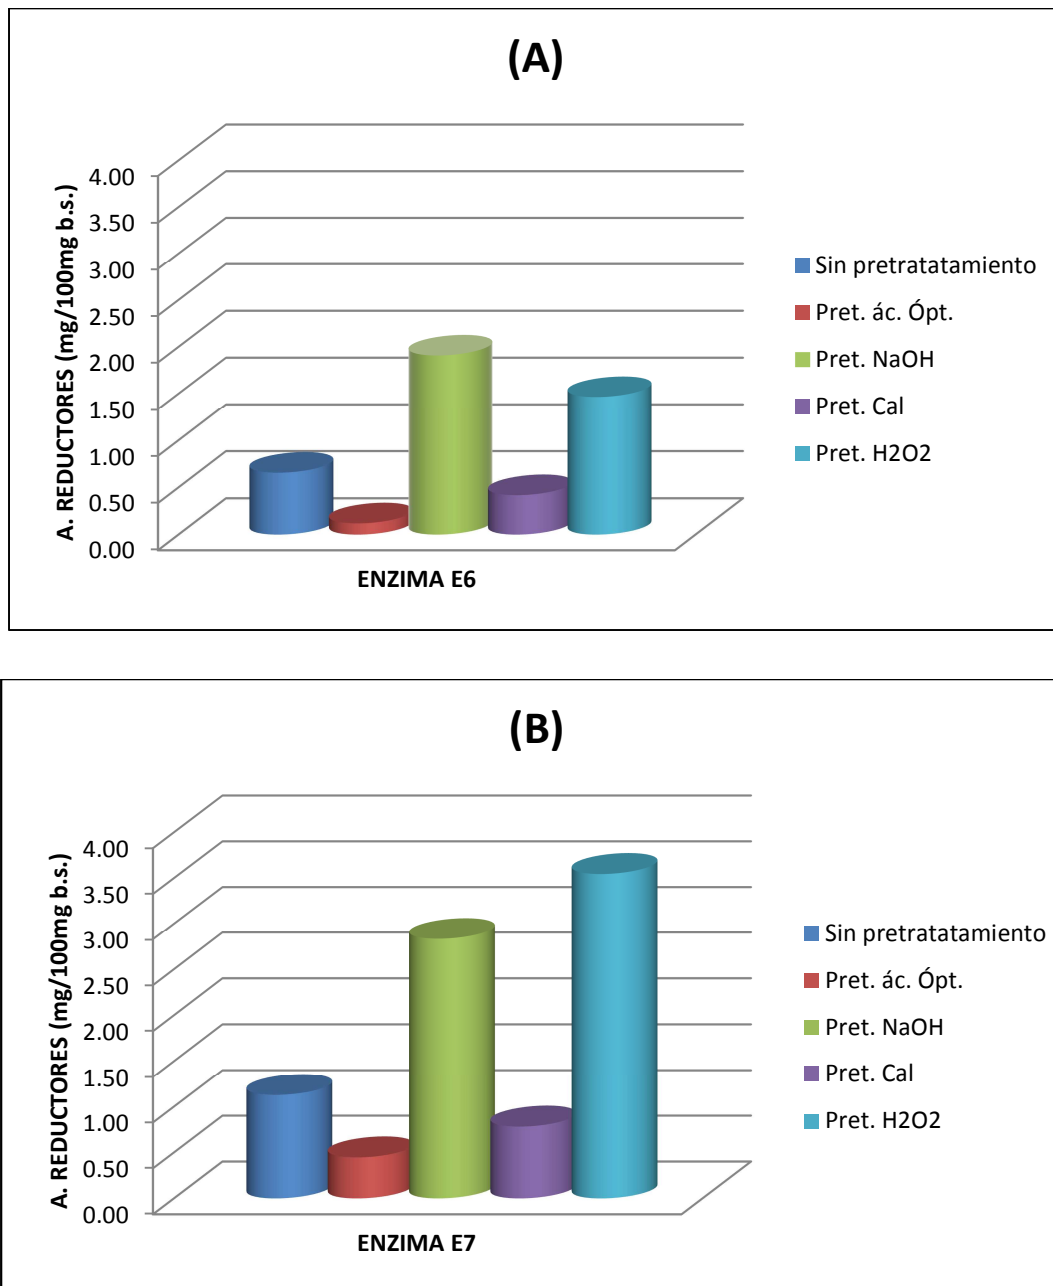 (A)
A. REDUCTORES (mg/100mg b.s.)
4.00
3.50
3.00
2.50
2.00
1.50
1.00
0.50
0.00
ENZIMA E6
Sin pretratatamiento
Pret. ác. Ópt.
Pret. NaOH
Pret. Cal
Pret. H2O2
(B)
A. REDUCTORES (mg/100mg b.s.)
4.00
3.50
3.00
2.50
2.00
1.50
1.00
0.50
0.00
ENZIMA E7
Sin pretratatamiento
Pret. ác. Ópt.
Pret. NaOH
Pret. Cal
Pret. H2O2